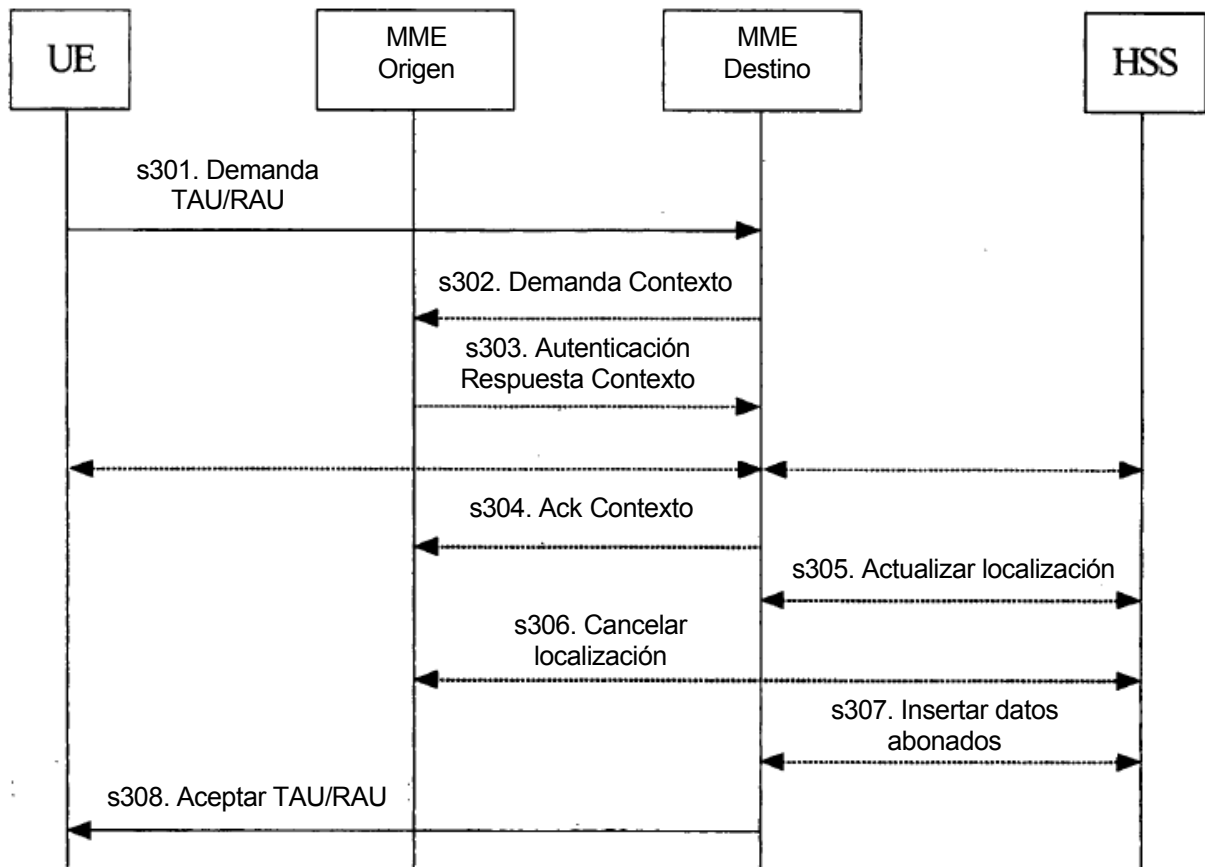 UE
MME
Origen
MME
Destino
HSS
s301. Demanda
TAU/RAU
s302. Demanda Contexto
s303. Autenticación
Respuesta Contexto
s304. Ack Contexto
s305. Actualizar localización
s306. Cancelar
localización
s307. Insertar datos
abonados
s308. Aceptar TAU/RAU